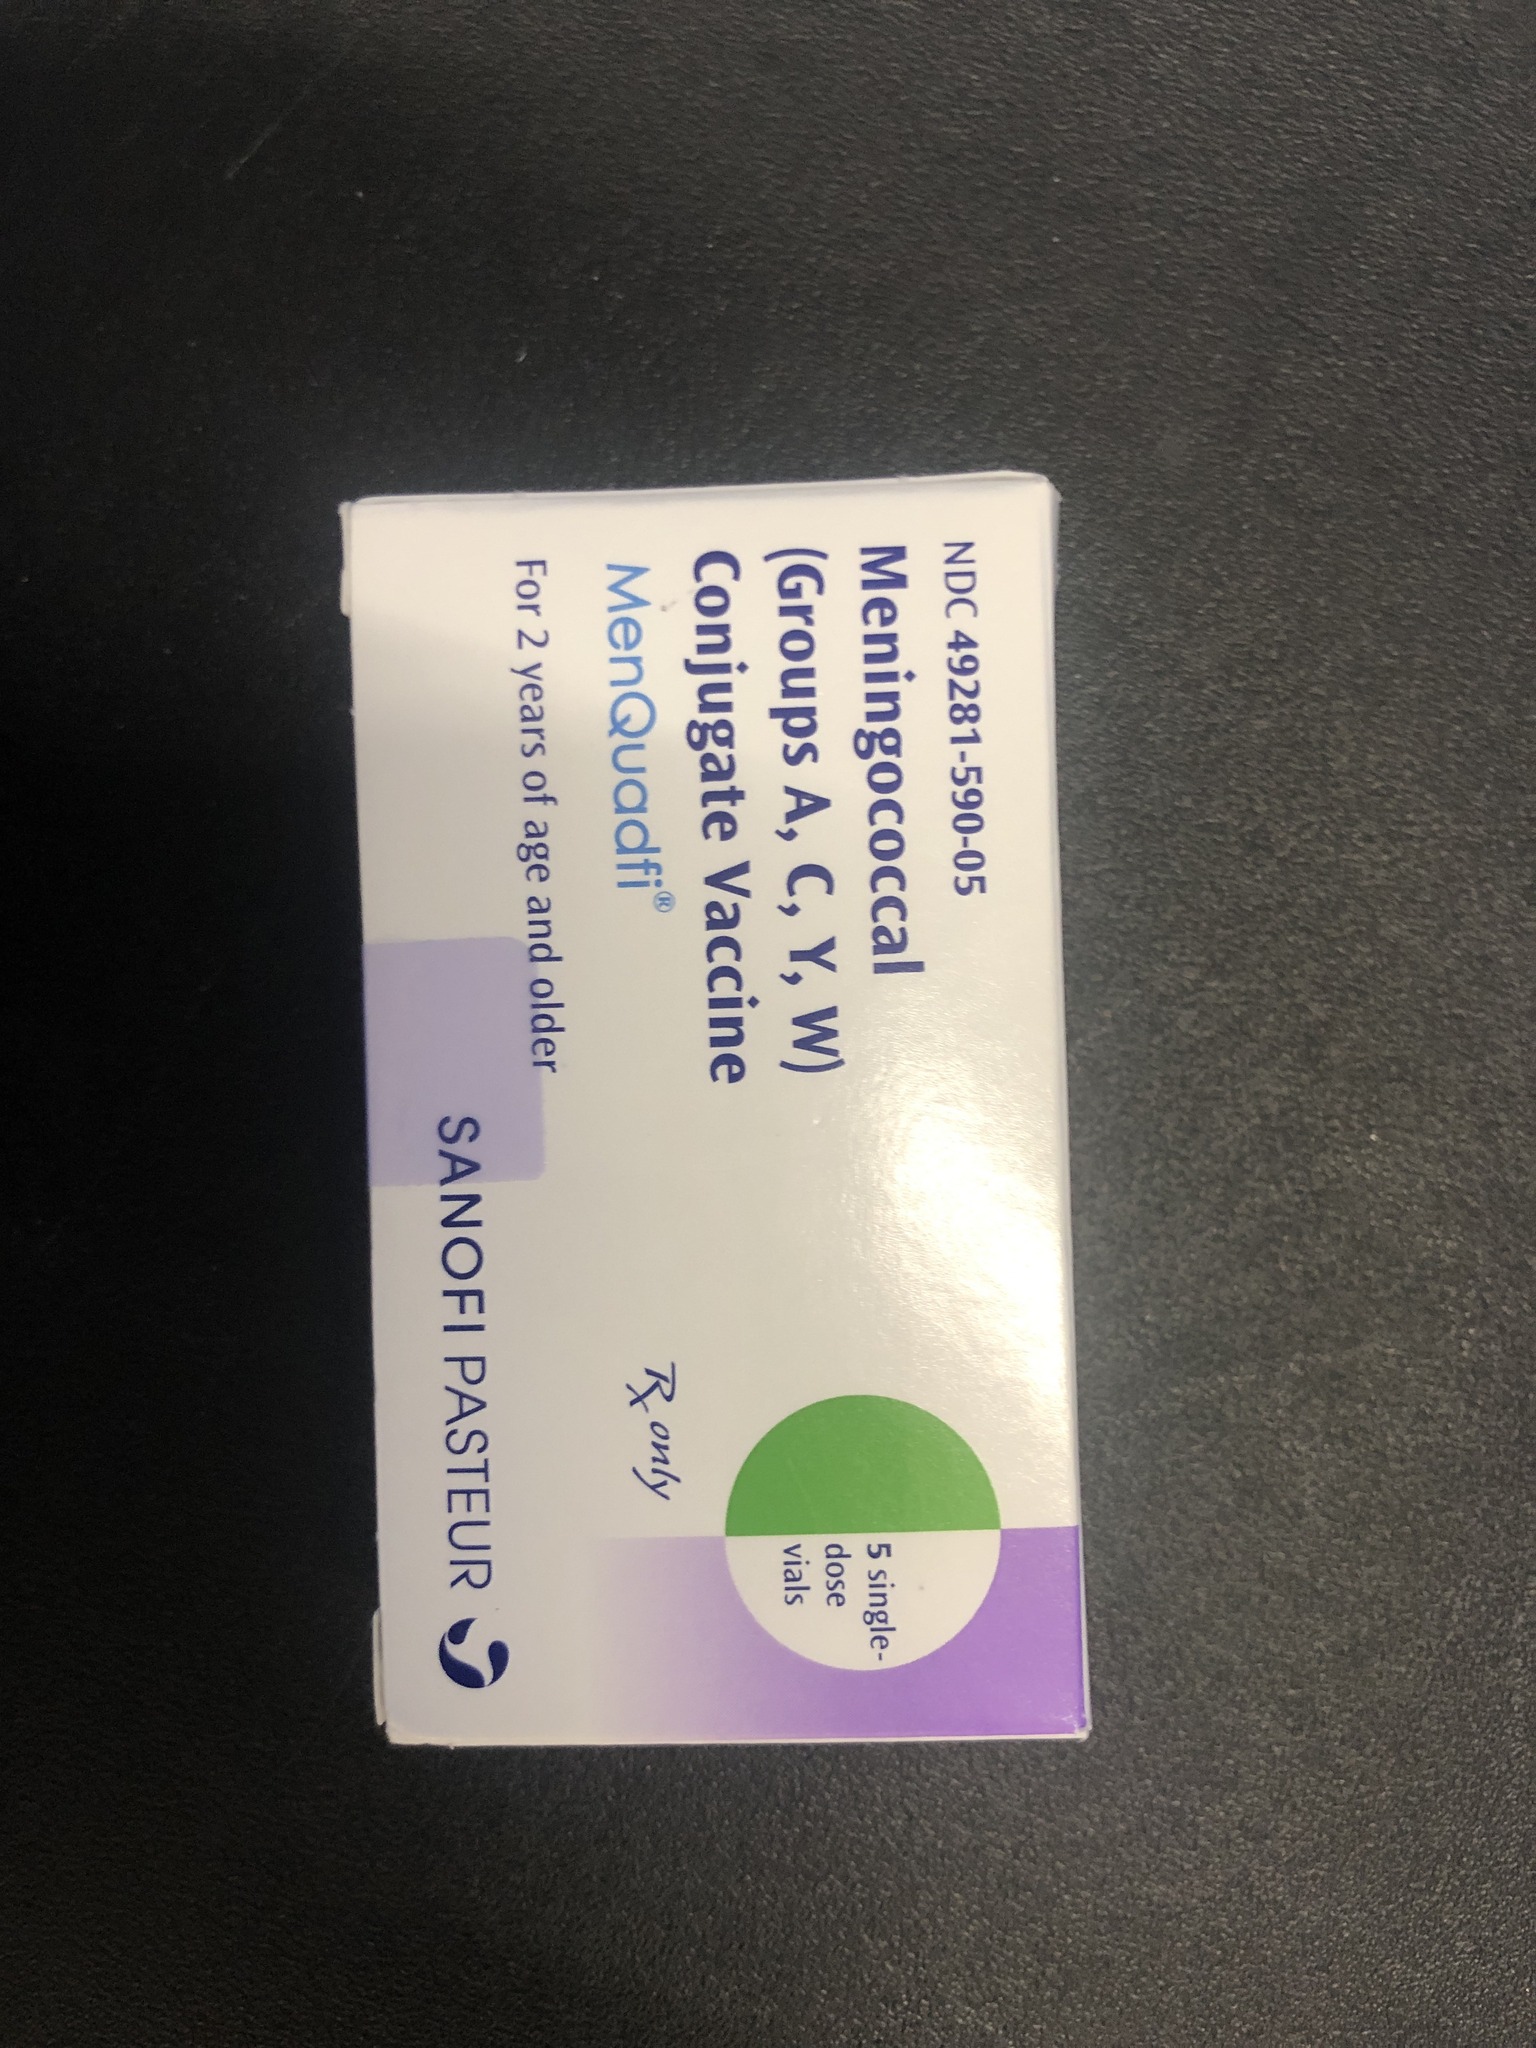 NDC 49281-590-05
Meningococcal
(Groups A, C, Y, W)
Conjugate Vaccine
MenQuadfi®
For 2 years of age and older
5 single-
dose
vials
Rx only
SANOFI PASTEUR